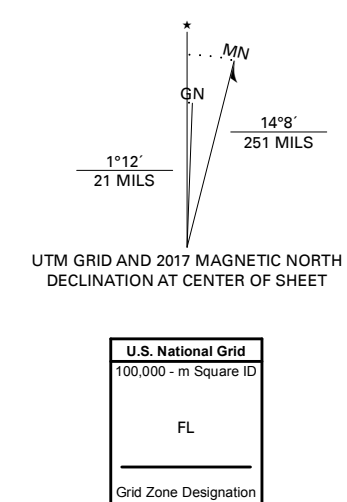 ★
MN
GN
14°8´
251 MILS
1°12´
21 MILS
UTM GRID AND 2017 MAGNETIC NORTH
DECLINATION AT CENTER OF SHEET
U.S. National Grid
100,000 - m Square ID
FL
Grid Zone Designation